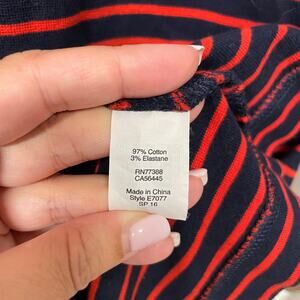 97% Cotton
3% Elastane
RN77388
CA56445
Made in China
Style E7077
SP 16